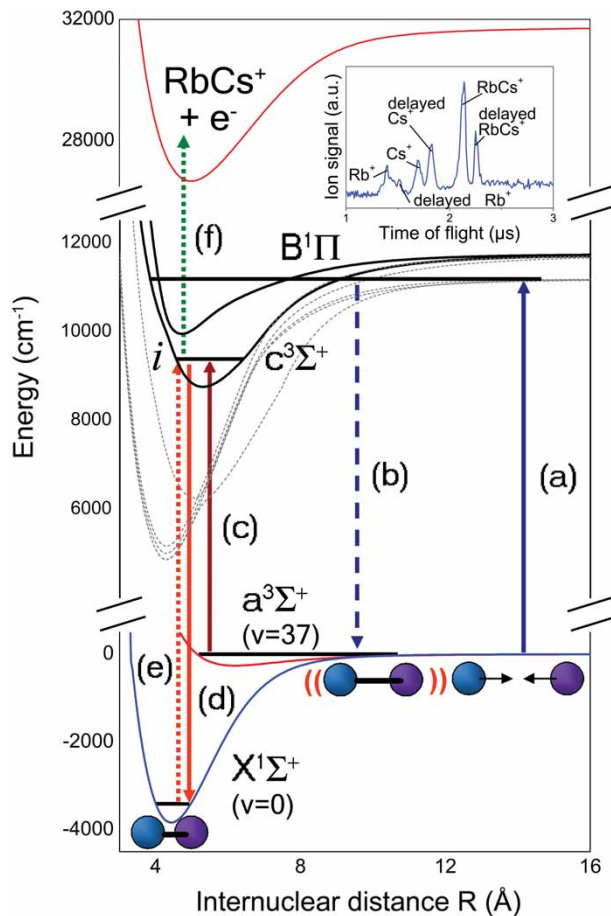 32000
28000
12000
10000
8000
6000
0
-2000
-4000
Energy (cm⁻¹)
RbCs⁺
+ e⁻
(f)
Ion signal (a.u.)
RbCs⁺
delayed
Cs⁺
delayed
RbCs⁺
Cs⁺
Rb⁺
delayed Rb⁺
1 2 3
Time of flight (μs)
B¹Π
i
c³Σ⁺
(b)
(a)
(c)
a³Σ⁺
(v=37)
(e)
(d)
X¹Σ⁺
(v=0)
4 8 12 16
Internuclear distance R (Å)